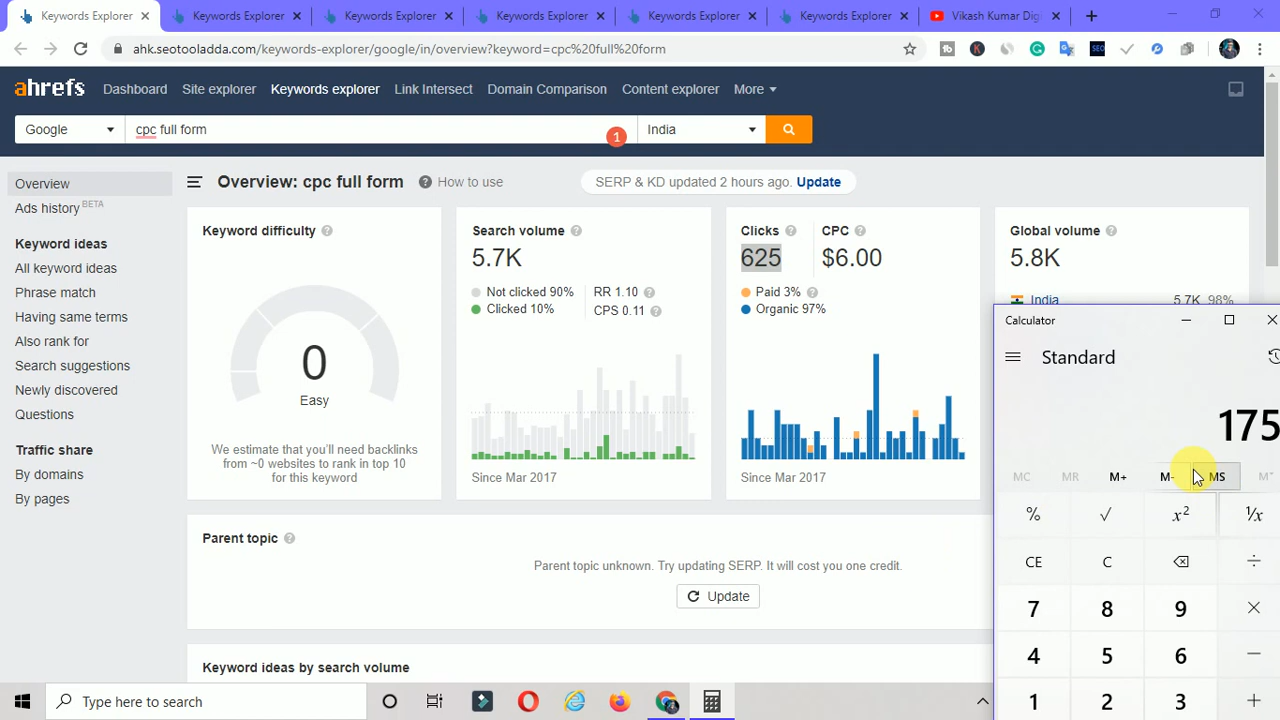 Keywords Explorer
Keywords Explorer
Keywords Explorer
Keywords Explorer
Keywords Explorer
Keywords Explorer
Vikash Kumar Dig
ahk.seotooladda.com/keywords-explorer/google/in/overview?keyword=cpc%20full%20form
ahrefs
Dashboard
Site explorer
Keywords explorer
Link Intersect
Domain Comparison
Content explorer
More
Google
cpc full form
1
India
Overview
Ads history BETA
Keyword ideas
All keyword ideas
Phrase match
Having same terms
Also rank for
Search suggestions
Newly discovered
Questions
Traffic share
By domains
By pages
Overview: cpc full form
? How to use
SERP & KD updated 2 hours ago. Update
Keyword difficulty ?
0
Easy
We estimate that you'll need backlinks
from ~0 websites to rank in top 10
for this keyword
Search volume ?
5.7K
Not clicked 90%
Clicked 10%
RR 1.10 ?
CPS 0.11 ?
Since Mar 2017
Clicks ?
625
CPC ?
$6.00
Paid 3% ?
Organic 97%
Since Mar 2017
Global volume ?
5.8K
India 5.7K 98%
Parent topic ?
Parent topic unknown. Try updating SERP. It will cost you one credit.
Update
Keyword ideas by search volume
Calculator
Standard
175
MC MR M+ M- MS M
% √ x² ¹/x
CE C ÷
7 8 9 ×
4 5 6 −
1 2 3 +
Type here to search